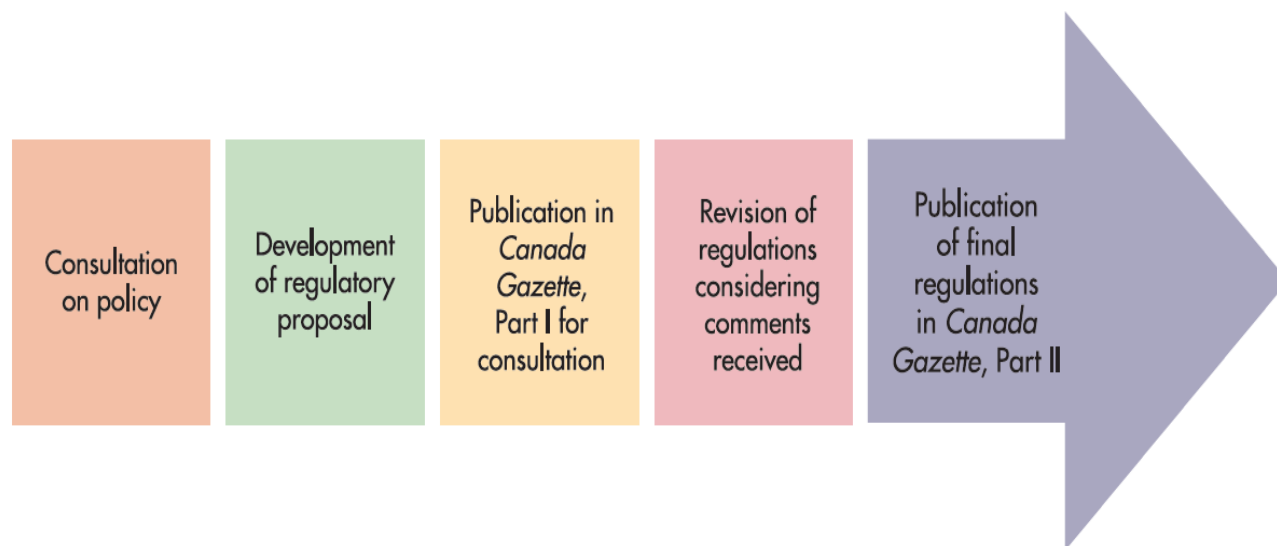 Consultation
on policy
Development
of regulatory
proposal
Publication in
Canada
Gazette,
Part I for
consultation
Revision of
regulations
considering
comments
received
Publication
of final
regulations
in Canada
Gazette, Part II